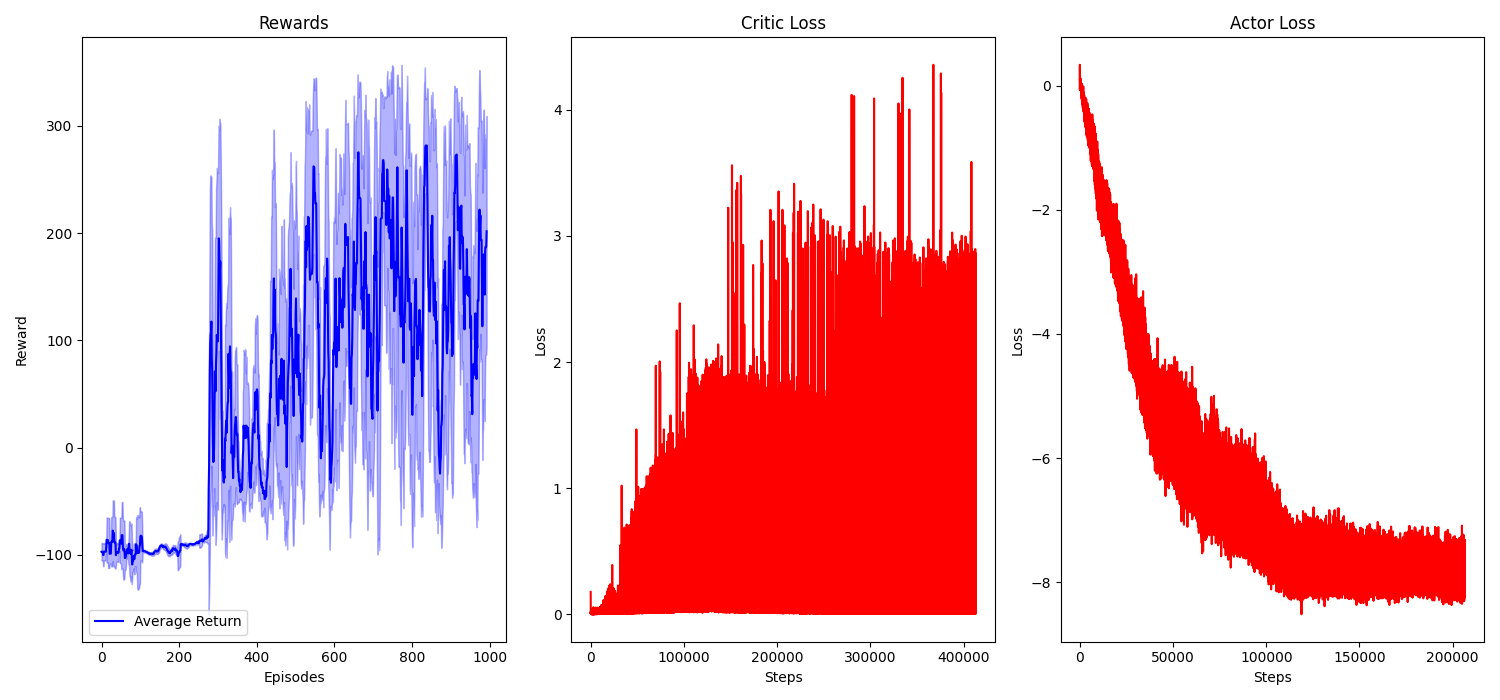 Rewards
Reward
300
200
100
0
−100
Average Return
0 200 400 600 800 1000
Episodes
Critic Loss
Loss
4
3
2
1
0
0 100000 200000 300000 400000
Steps
Actor Loss
Loss
0
−2
−4
−6
−8
0 50000 100000 150000 200000
Steps